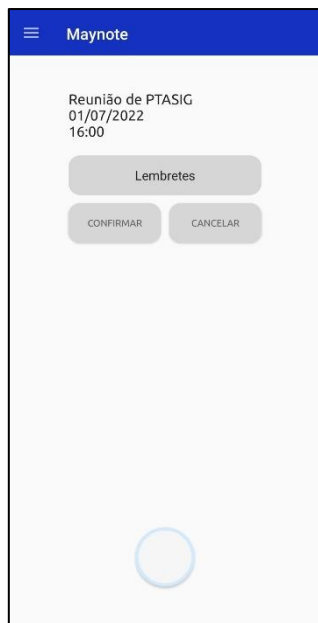 Maynote
Reunião de PTASIG
01/07/2022
16:00
Lembretes
CONFIRMAR CANCELAR